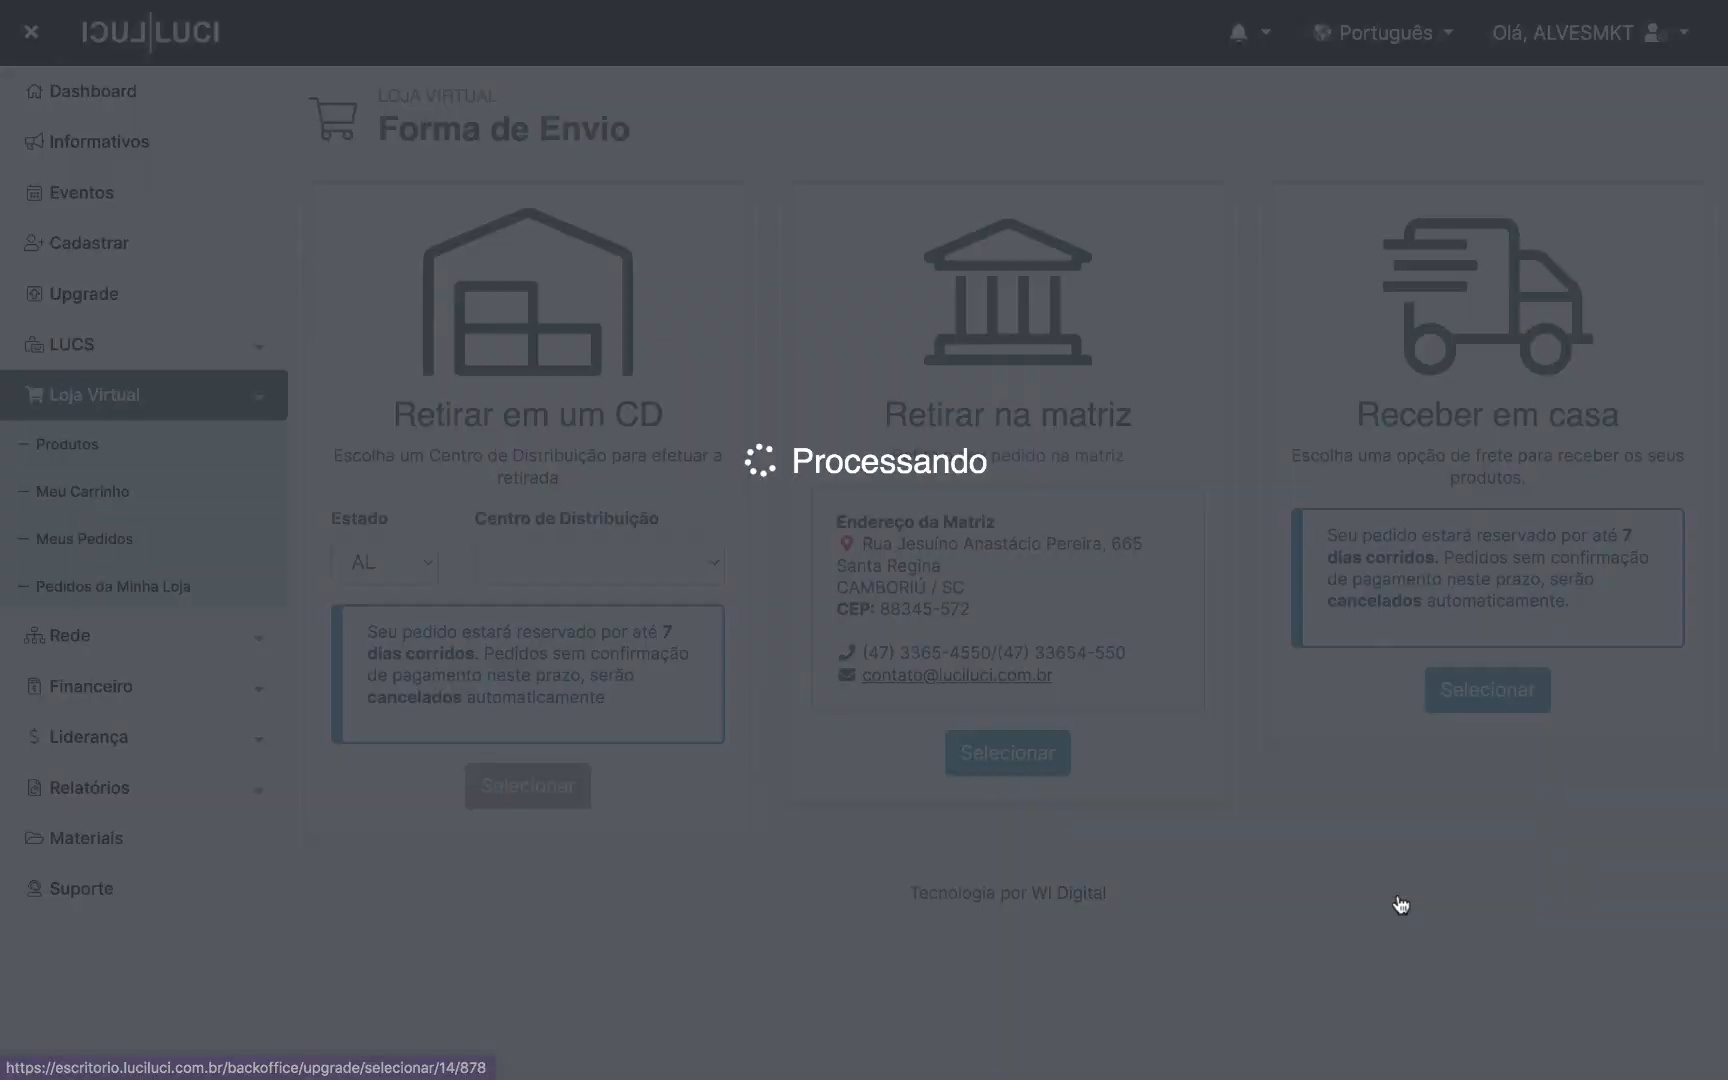 LUCI|LUCI
Português
Olá, ALVESMKT
Dashboard
Informativos
Eventos
Cadastrar
Upgrade
LUCS
Loja Virtual
Produtos
Meu Carrinho
Meus Pedidos
Pedidos da Minha Loja
Rede
Financeiro
Liderança
Relatórios
Materiais
Suporte
LOJA VIRTUAL
Forma de Envio
Retirar em um CD
Escolha um Centro de Distribuição para efetuar a
retirada
Estado
Centro de Distribuição
AL
Seu pedido estará reservado por até 7
dias corridos. Pedidos sem confirmação
de pagamento neste prazo, serão
cancelados automaticamente
Selecionar
Retirar na matriz
pedido na matriz
Processando
Endereço da Matriz
Rua Jesuíno Anastácio Pereira, 665
Santa Regina
CAMBORIÚ / SC
CEP: 88345-572
(47) 3365-4550/(47) 33654-550
contato@luciluci.com.br
Selecionar
Receber em casa
Escolha uma opção de frete para receber os seus
produtos.
Seu pedido estará reservado por até 7
dias corridos. Pedidos sem confirmação
de pagamento neste prazo, serão
cancelados automaticamente.
Selecionar
Tecnologia por WI Digital
https://escritorio.luciluci.com.br/backoffice/upgrade/selecionar/14/878